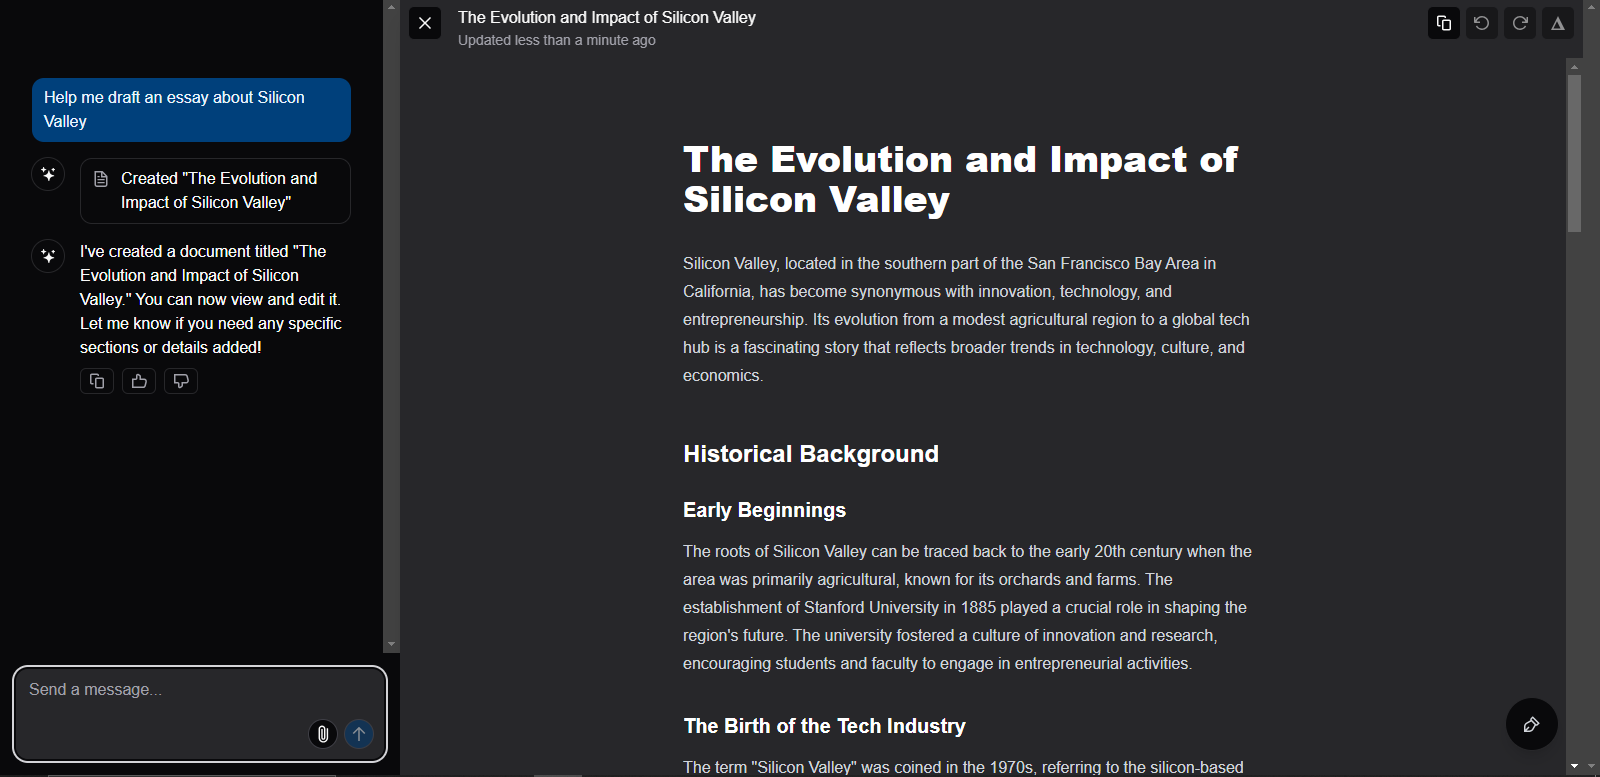 Help me draft an essay about Silicon
Valley
Created "The Evolution and
Impact of Silicon Valley"
I've created a document titled "The
Evolution and Impact of Silicon
Valley." You can now view and edit it.
Let me know if you need any specific
sections or details added!
Send a message...
The Evolution and Impact of Silicon Valley
Updated less than a minute ago
The Evolution and Impact of
Silicon Valley
Silicon Valley, located in the southern part of the San Francisco Bay Area in
California, has become synonymous with innovation, technology, and
entrepreneurship. Its evolution from a modest agricultural region to a global tech
hub is a fascinating story that reflects broader trends in technology, culture, and
economics.
Historical Background
Early Beginnings
The roots of Silicon Valley can be traced back to the early 20th century when the
area was primarily agricultural, known for its orchards and farms. The
establishment of Stanford University in 1885 played a crucial role in shaping the
region's future. The university fostered a culture of innovation and research,
encouraging students and faculty to engage in entrepreneurial activities.
The Birth of the Tech Industry
The term "Silicon Valley" was coined in the 1970s, referring to the silicon-based